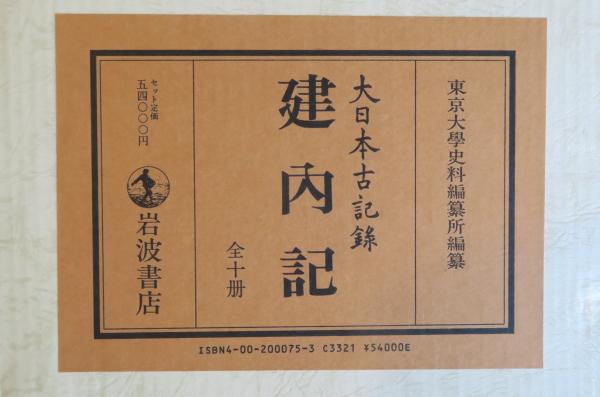 東京大學史料編纂所編纂
大日本古記錄
建內記
全十册
セット定価
五四〇〇〇円
岩波書店
ISBN4-00-200075-3 C3321 ¥54000E